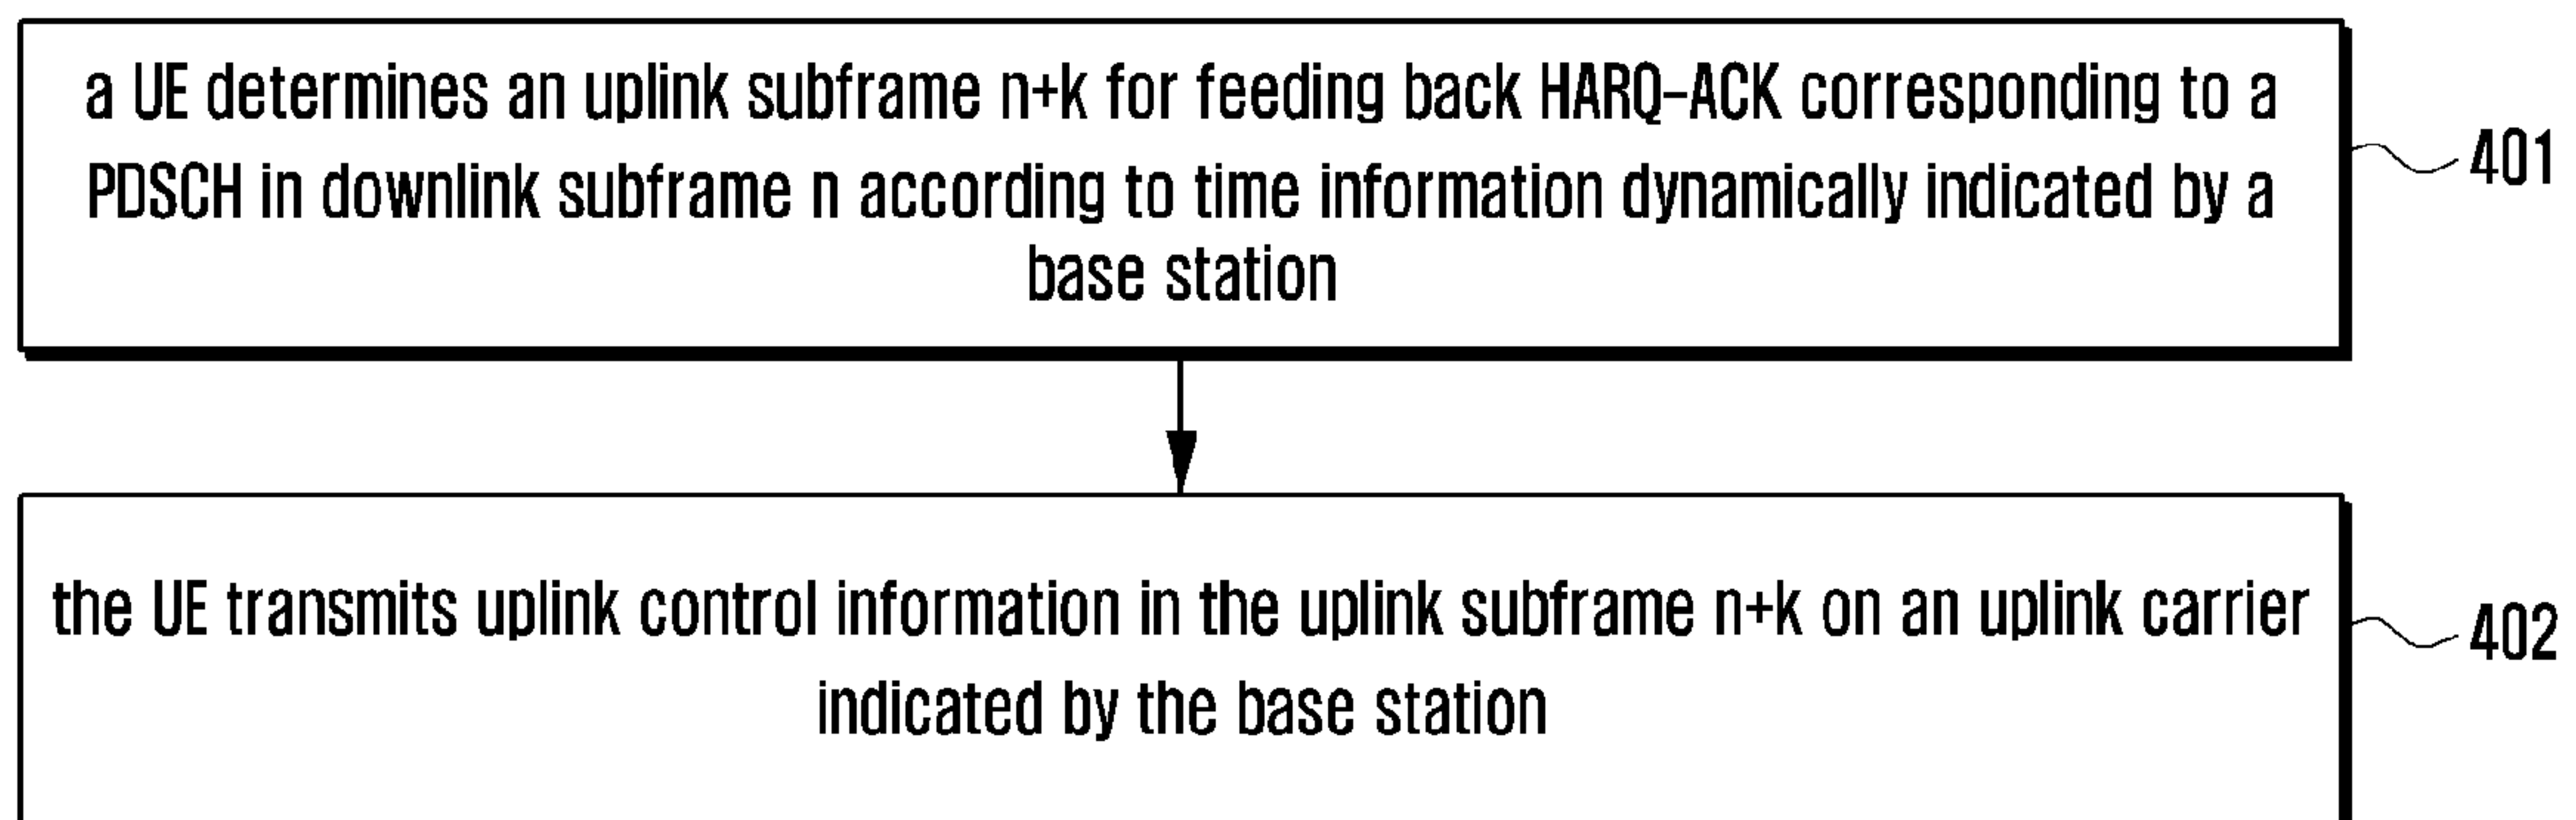 a UE determines an uplink subframe n+k for feeding back HARQ-ACK corresponding to a
PDSCH in downlink subframe n according to time information dynamically indicated by a
base station
401
the UE transmits uplink control information in the uplink subframe n+k on an uplink carrier
indicated by the base station
402